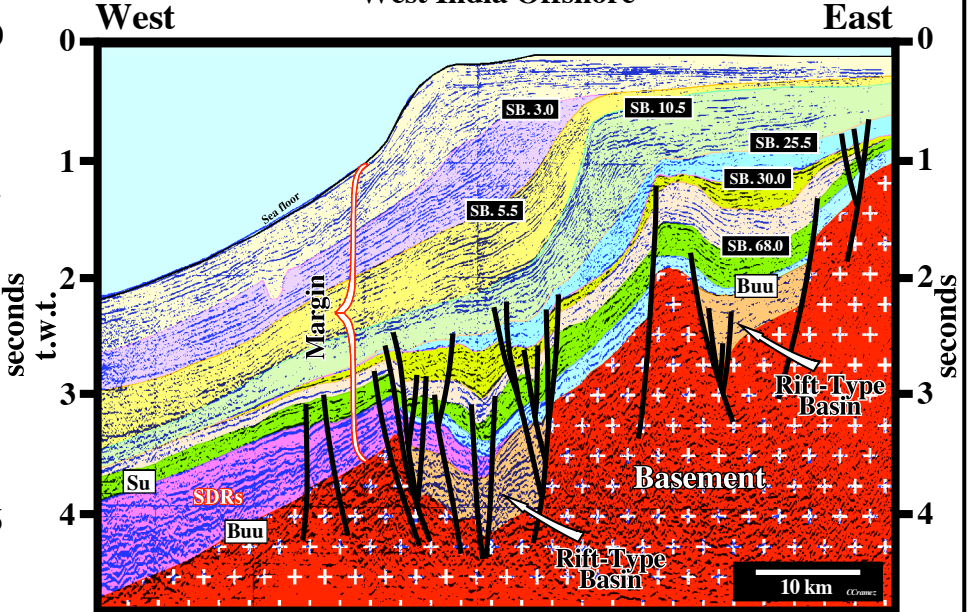 West India Offshore
West
East
0
0
SB. 3.0
SB. 10.5
SB. 25.5
1
1
SB. 30.0
Sea floor
SB. 5.5
SB. 68.0
2
2
Buu
Margin
seconds
t.w.t.
seconds
3
3
Rift-Type
Basin
Basement
Su
SDRs
4
4
Buu
Rift-Type
Basin
10 km
CCramez